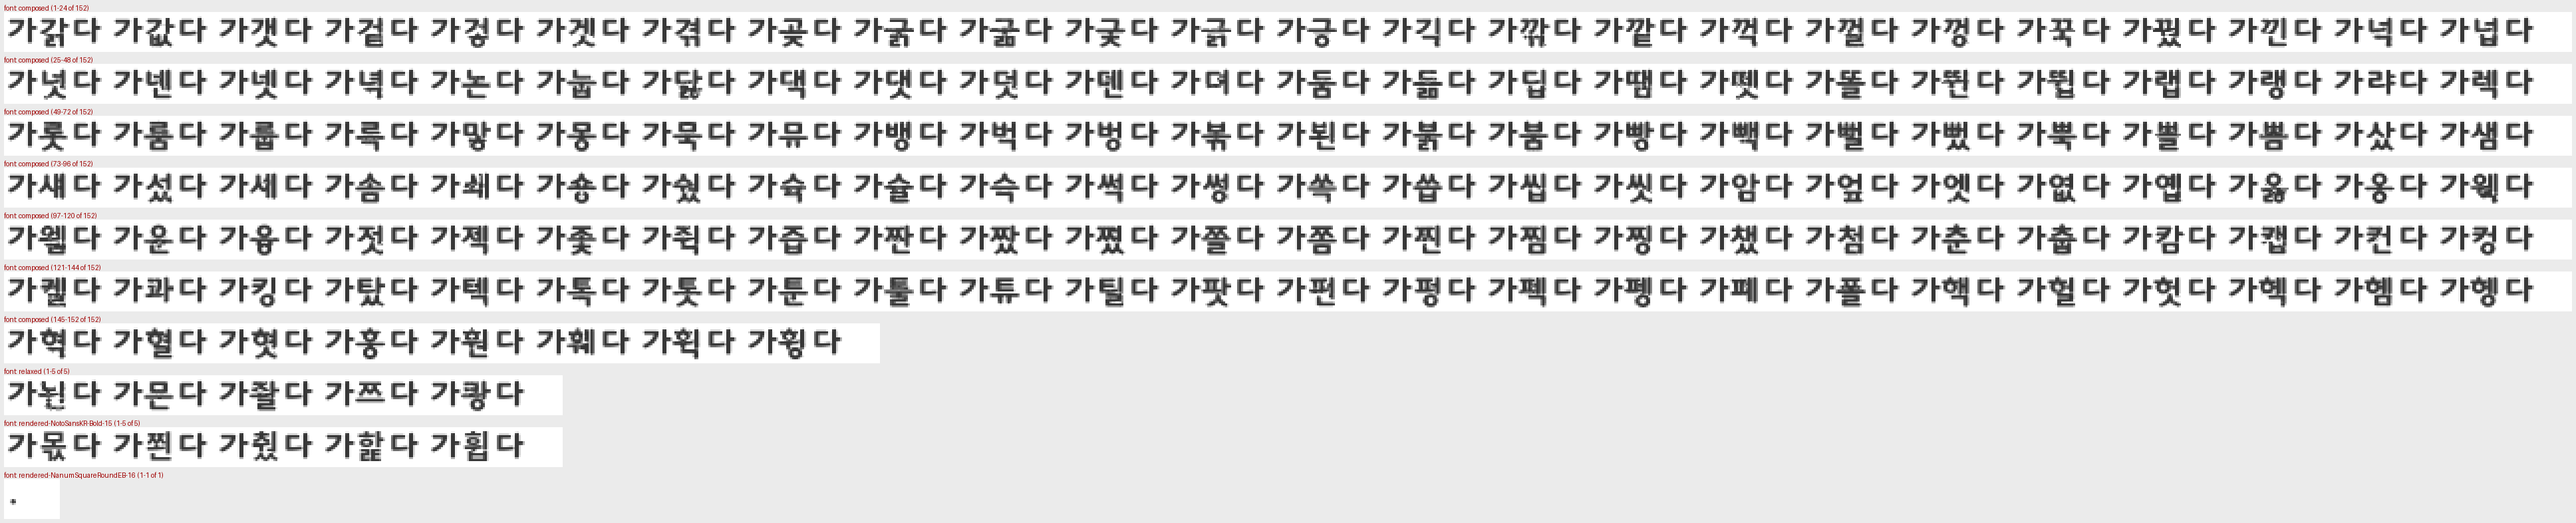 font composed (1-24 of 152)
가갉다 가값다 가갯다 가겉다 가겅다 가겟다 가겪다 가곶다 가굵다 가굶다 가궂다 가긁다 가긍다 가긱다 가깎다 가깥다 가꺽다 가껄다 가껑다 가꾹다 가꿨다 가낀다 가넉다 가넙다
font composed (25-48 of 152)
가넛다 가넨다 가넷다 가녁다 가논다 가눕다 가닳다 가댁다 가댓다 가덧다 가덴다 가뎌다 가둠다 가듦다 가딥다 가땜다 가뗏다 가똘다 가뛴다 가뜁다 가랩다 가랭다 가랴다 가렉다
font composed (49-72 of 152)
가롯다 가룸다 가룹다 가륵다 가맣다 가몽다 가묵다 가뮤다 가뱅다 가벅다 가벙다 가볶다 가뵌다 가붉다 가붐다 가빵다 가빽다 가뻘다 가뻤다 가뿍다 가쁠다 가쁨다 가샀다 가샘다
font composed (73-96 of 152)
가섀다 가섰다 가세다 가솜다 가쇄다 가숑다 가쉈다 가슉다 가슐다 가슥다 가썩다 가썽다 가쏙다 가씁다 가씹다 가씻다 가암다 가엎다 가엣다 가엾다 가옙다 가옳다 가웅다 가웩다
font composed (97-120 of 152)
가웰다 가윤다 가융다 가젓다 가젝다 가좇다 가쥑다 가즙다 가짠다 가짰다 가쪘다 가쫄다 가쫌다 가찐다 가찜다 가찡다 가챘다 가첨다 가춘다 가춥다 가캄다 가캡다 가컨다 가컹다
font composed (121-144 of 152)
가켈다 가콰다 가킹다 가탔다 가텍다 가톡다 가톳다 가툰다 가툴다 가튜다 가틸다 가팟다 가펀다 가펑다 가펙다 가펭다 가폐다 가폴다 가핵다 가헐다 가헛다 가헥다 가헴다 가헹다
font composed (145-152 of 152)
가혁다 가혈다 가혓다 가홍다 가훤다 가훼다 가획다 가횡다
font relaxed (1-5 of 5)
가뇐다 가믄다 가좔다 가쯔다 가쾅다
font rendered-NotoSansKR-Bold-15 (1-5 of 5)
가몫다 가쬔다 가췄다 가핥다 가휩다
font rendered-NanumSquareRoundEB-16 (1-1 of 1)